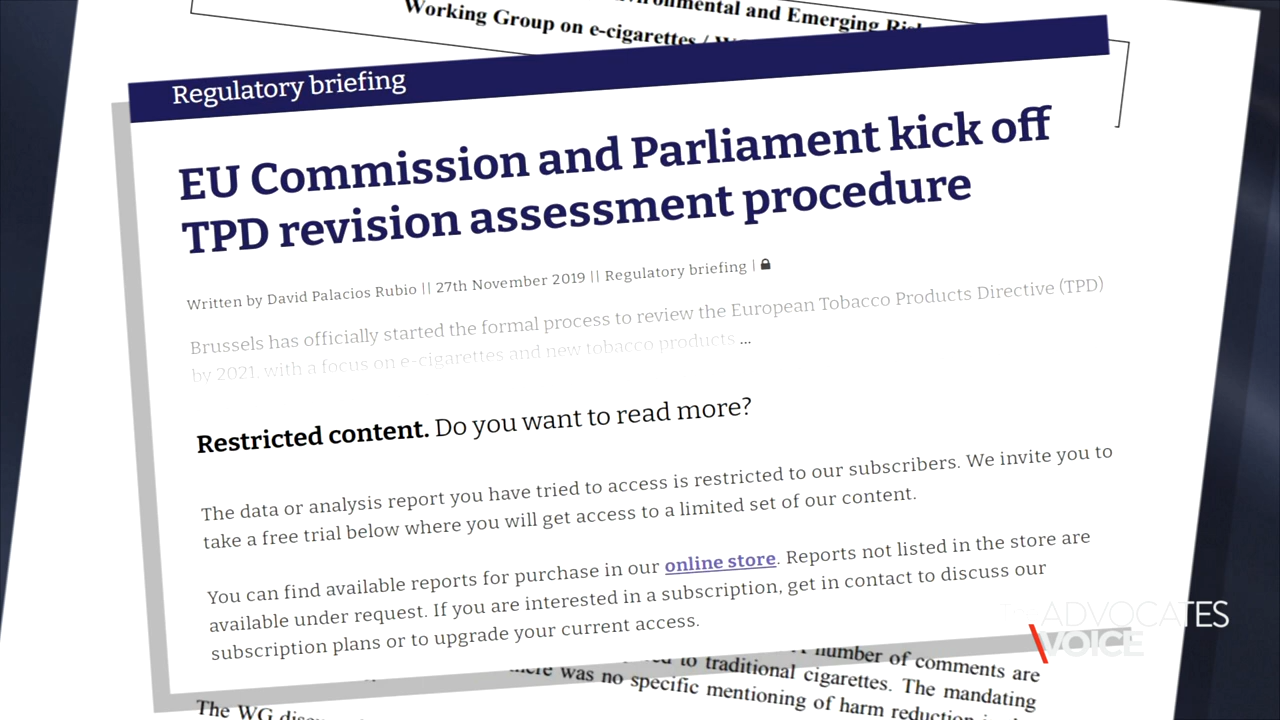 and Emerging
Working Group on e-cigarettes /
Regulatory briefing
EU Commission and Parliament kick off
TPD revision assessment procedure
Written by David Palacios Rubio || 27th November 2019 || Regulatory briefing |
Brussels has officially started the formal process to review the European Tobacco Products Directive (TPD)
by 2021, with a focus on e-cigarettes and new tobacco products ...
Restricted content. Do you want to read more?
The data or analysis report you have tried to access is restricted to our subscribers. We invite you to
take a free trial below where you will get access to a limited set of our content.
You can find available reports for purchase in our online store. Reports not listed in the store are
available under request. If you are interested in a subscription, get in contact to discuss our
subscription plans or to upgrade your current access.
ADVOCATES
VOICE
number of comments are
to traditional cigarettes. The mandating
was no specific mentioning of harm
The WG